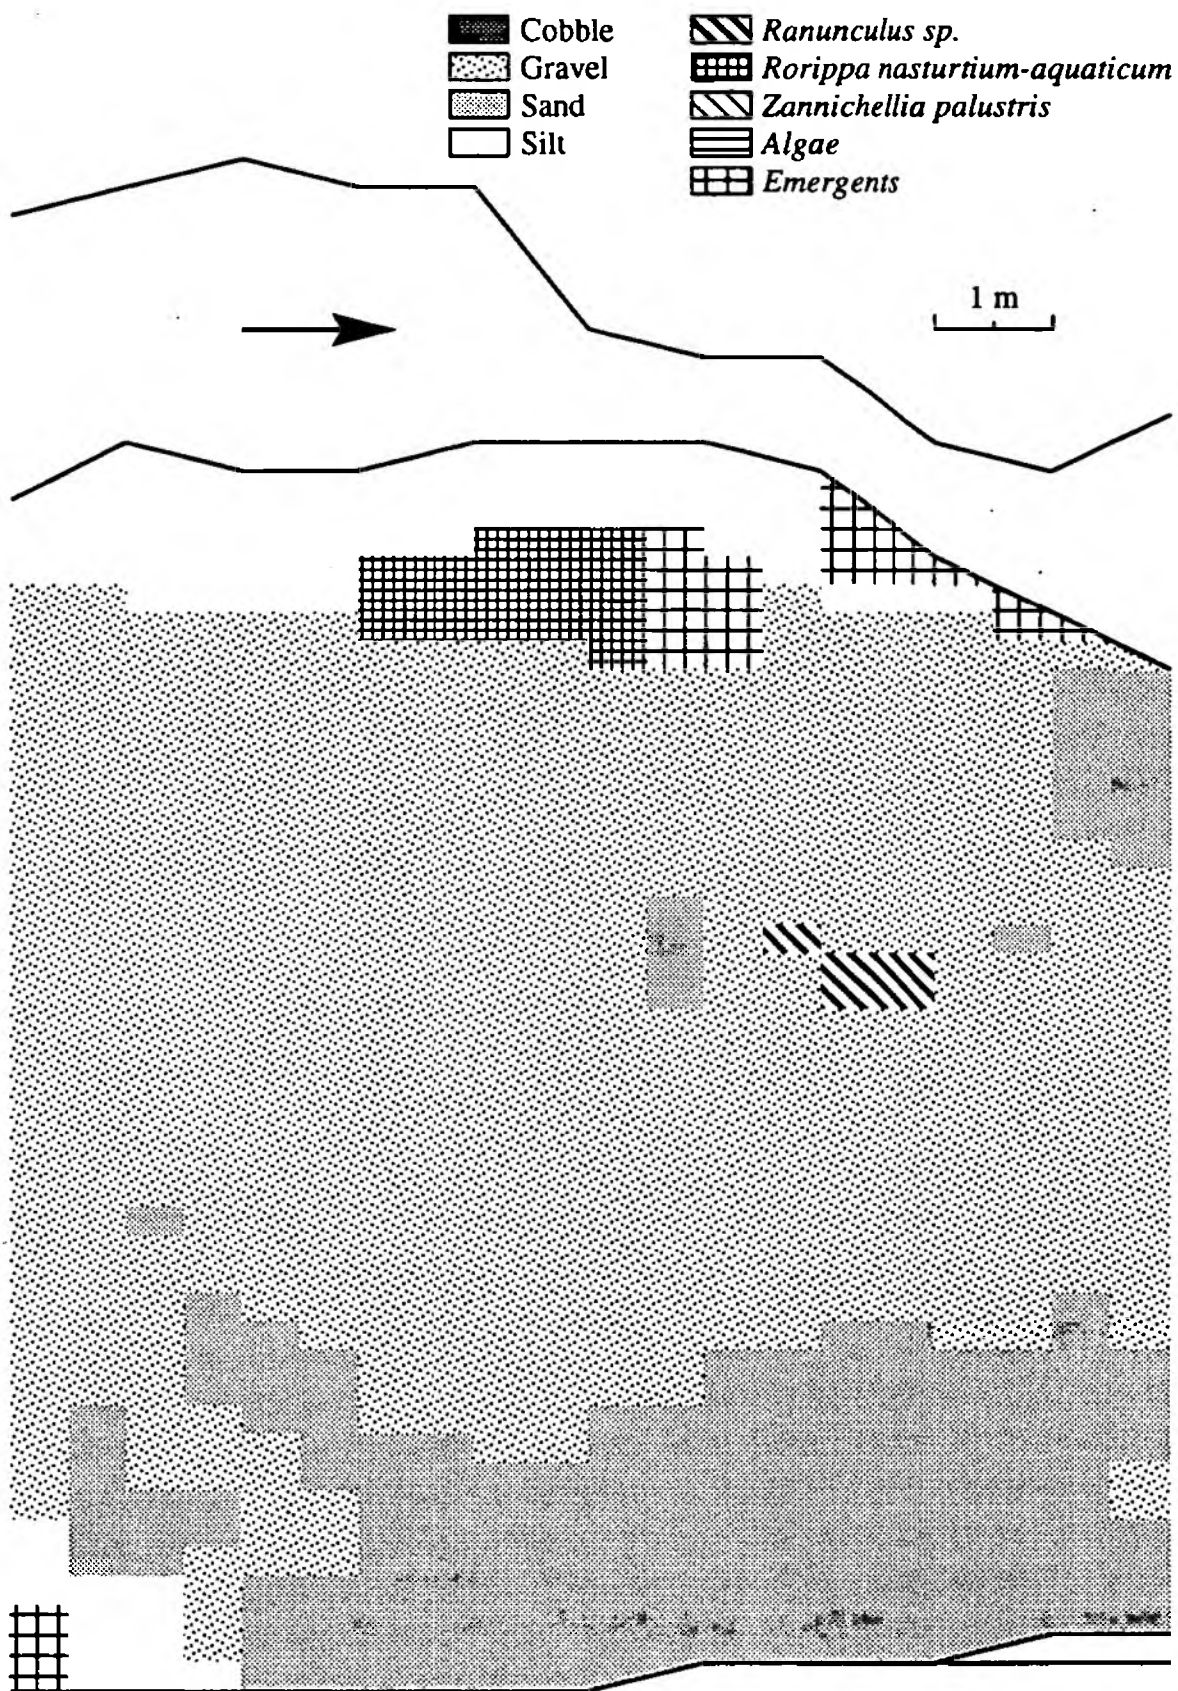 Cobble
Gravel
Sand
Silt
Ranunculus sp.
Rorippa nasturtium-aquaticum
Zannichellia palustris
Algae
Emergents
1 m